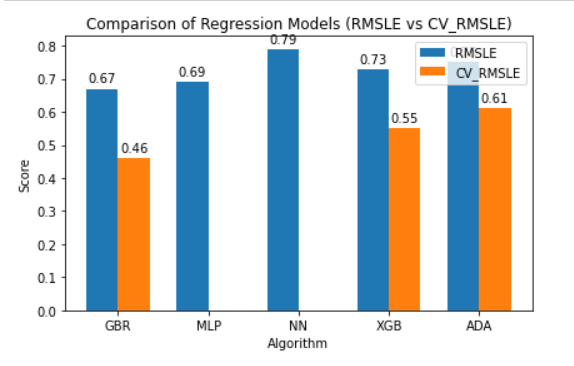 Comparison of Regression Models (RMSLE vs CV_RMSLE)
RMSLE
CV_RMSLE
0.67
0.46
0.69
0.79
0.73
0.55
0.61
Score
0.8
0.7
0.6
0.5
0.4
0.3
0.2
0.1
0.0
GBR
MLP
NN
XGB
ADA
Algorithm